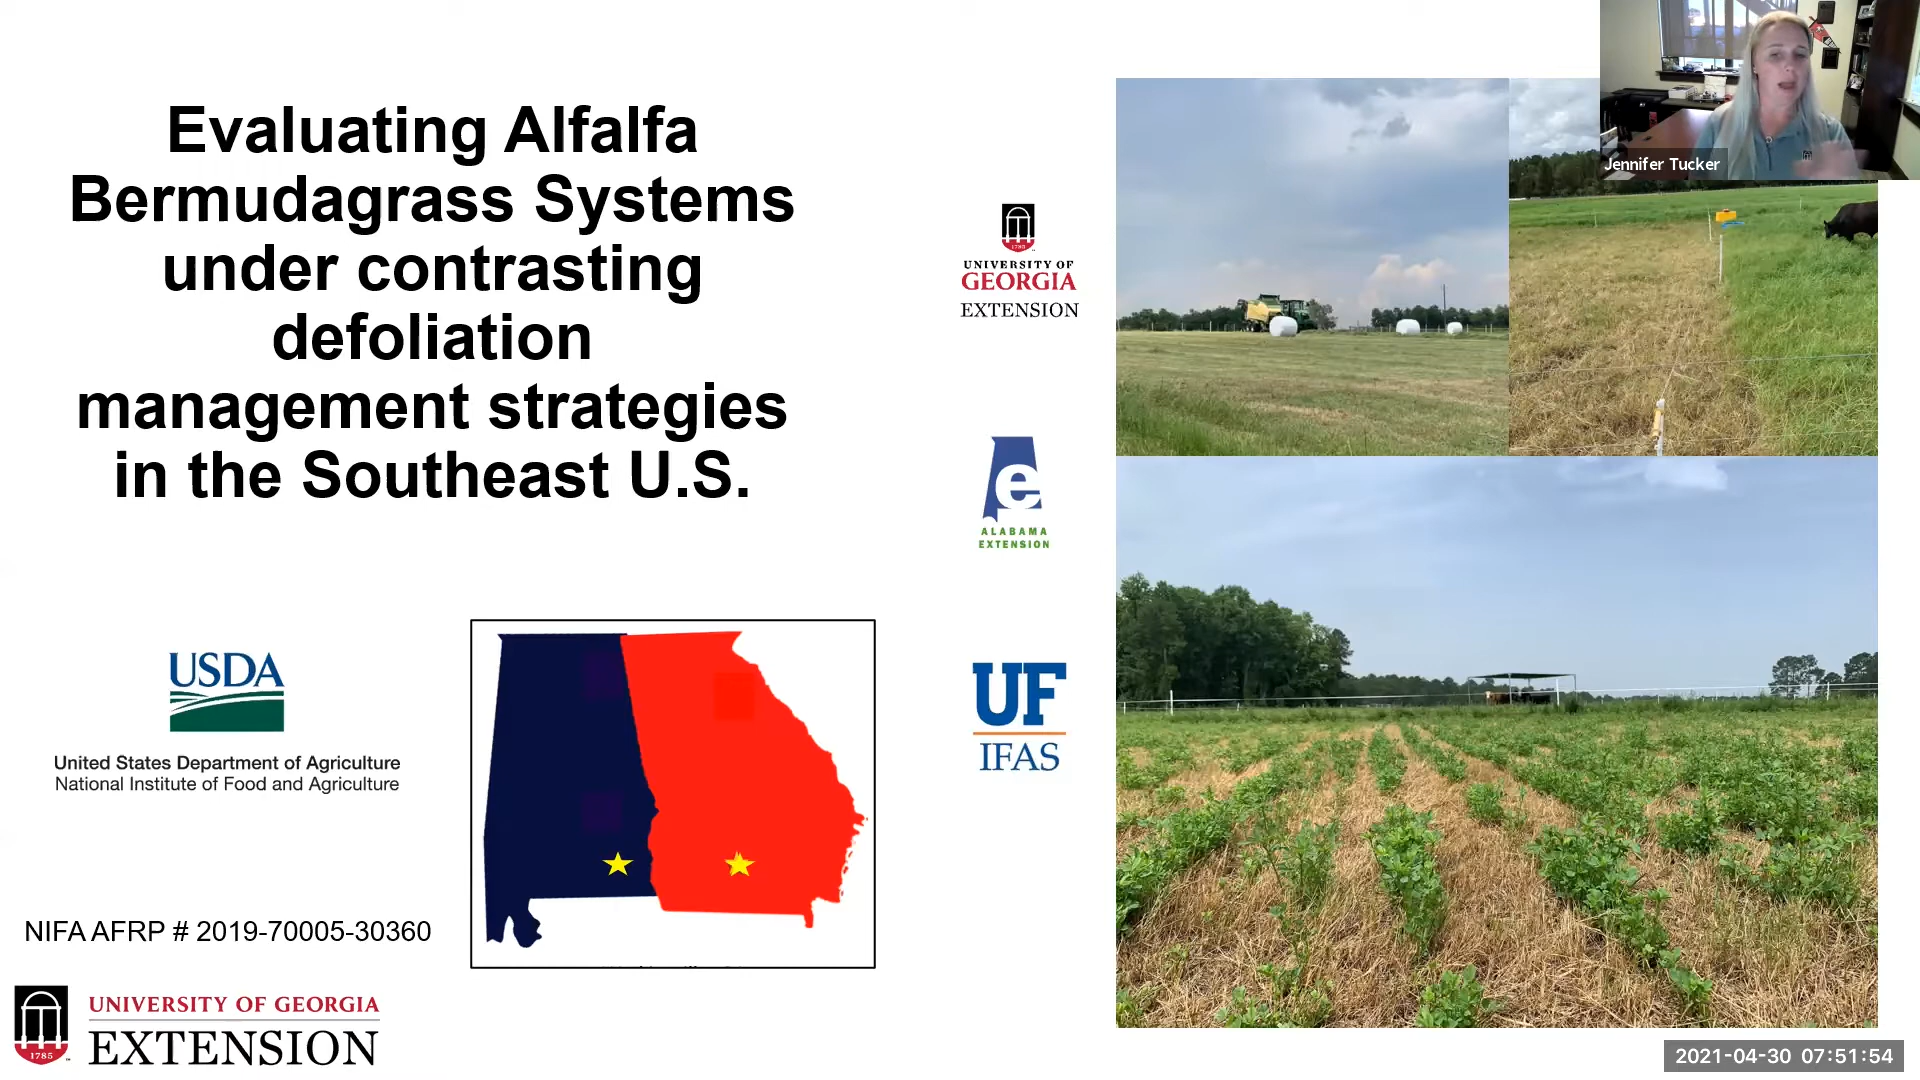 Evaluating Alfalfa
Bermudagrass Systems
under contrasting
defoliation
management strategies
in the Southeast U.S.
USDA
United States Department of Agriculture
National Institute of Food and Agriculture
NIFA AFRP # 2019-70005-30360
1785
UNIVERSITY OF GEORGIA
EXTENSION
1785
UNIVERSITY OF
GEORGIA
EXTENSION
e
ALABAMA
EXTENSION
UF
IFAS
Jennifer Tucker
2021-04-30 07:51:54